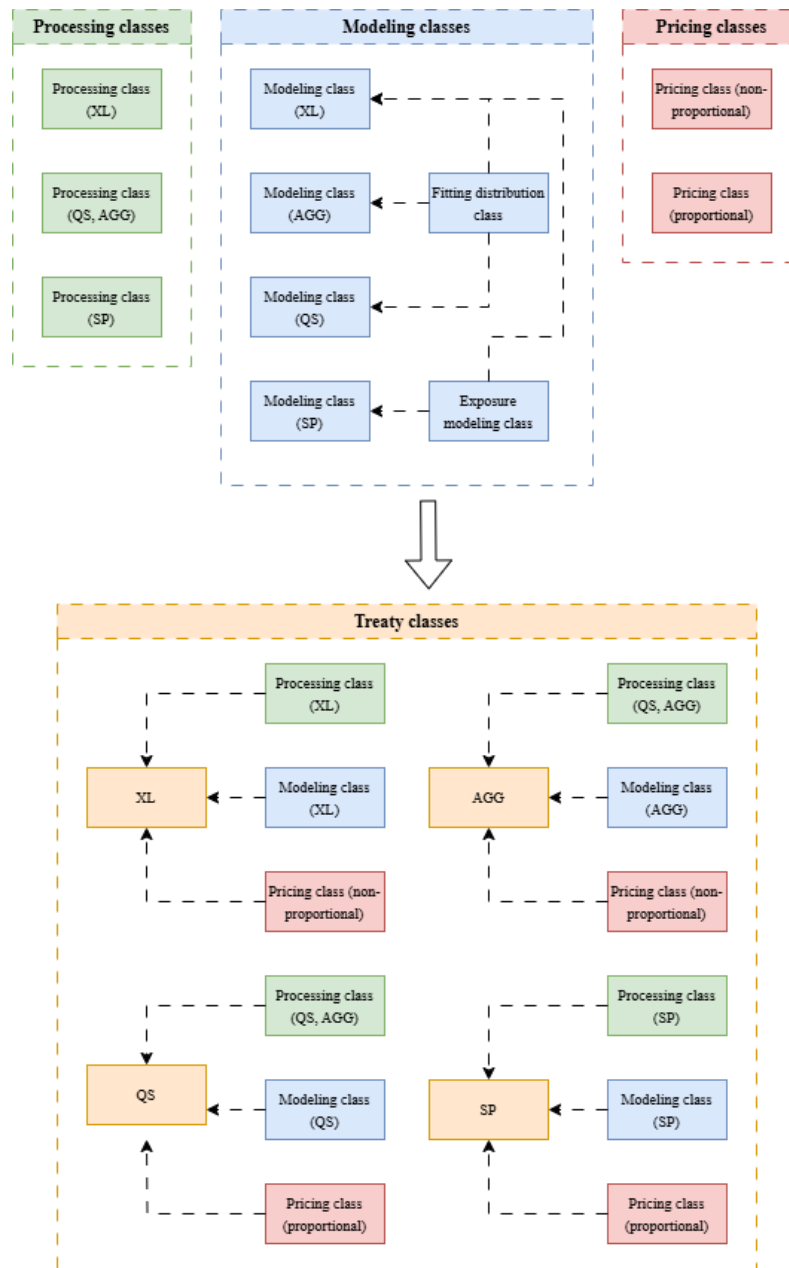 Processing classes
Processing class
(XL)
Processing class
(QS, AGG)
Processing class
(SP)
Modeling classes
Modeling class
(XL)
Modeling class
(AGG)
Fitting distribution
class
Modeling class
(QS)
Modeling class
(SP)
Exposure
modeling class
Pricing classes
Pricing class (non-
proportional)
Pricing class
(proportional)
Treaty classes
Processing class
(XL)
XL
Modeling class
(XL)
Pricing class (non-
proportional)
Processing class
(QS, AGG)
AGG
Modeling class
(AGG)
Pricing class (non-
proportional)
Processing class
(QS, AGG)
QS
Modeling class
(QS)
Pricing class
(proportional)
Processing class
(SP)
SP
Modeling class
(SP)
Pricing class
(proportional)